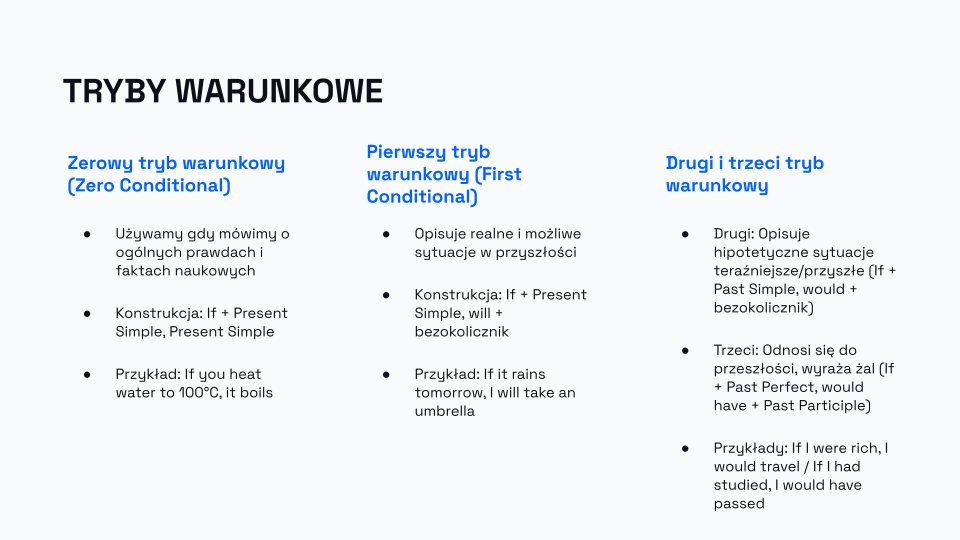 TRYBY WARUNKOWE
Zerowy tryb warunkowy
(Zero Conditional)
● Używamy gdy mówimy o
ogólnych prawdach i
faktach naukowych
● Konstrukcja: If + Present
Simple, Present Simple
● Przykład: If you heat
water to 100°C, it boils
Pierwszy tryb
warunkowy (First
Conditional)
● Opisuje realne i możliwe
sytuacje w przyszłości
● Konstrukcja: If + Present
Simple, will +
bezokolicznik
● Przykład: If it rains
tomorrow, I will take an
umbrella
Drugi i trzeci tryb
warunkowy
● Drugi: Opisuje
hipotetyczne sytuacje
teraźniejsze/przyszłe (If +
Past Simple, would +
bezokolicznik)
● Trzeci: Odnosi się do
przeszłości, wyraża żal (If
+ Past Perfect, would
have + Past Participle)
● Przykłady: If I were rich, I
would travel / If I had
studied, I would have
passed